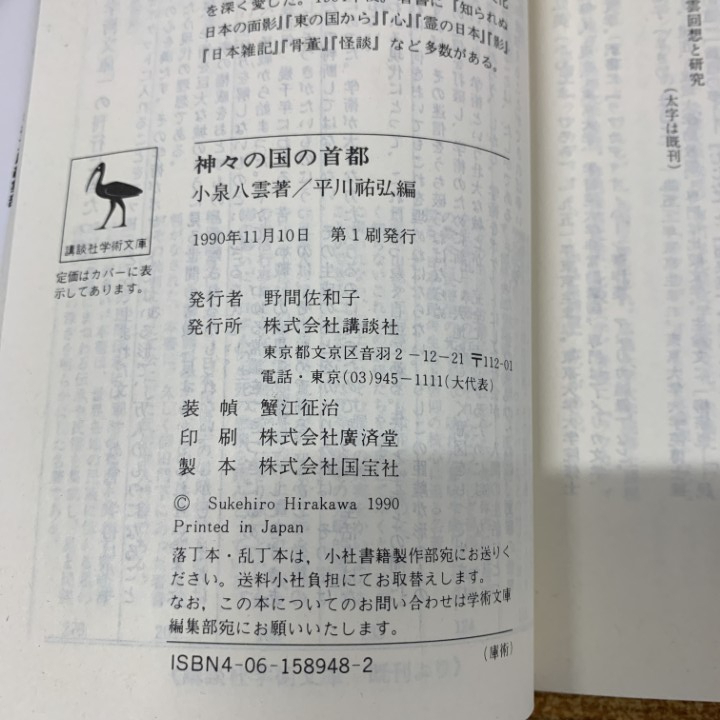 を深く愛した。
日本の面影』『東の国から』『心』『霊の日本』『影』
『日本雑記』『骨董』『怪談』など多数がある。
講談社学術文庫
定価はカバーに表
示してあります。
神々の国の首都
小泉八雲著／平川祐弘編
1990年11月10日　第1刷発行
発行者　野間佐和子
発行所　株式会社講談社
東京都文京区音羽2－12－21 〒112-01
電話・東京(03)945－1111(大代表)
装　幀　蟹江征治
印　刷　株式会社廣済堂
製　本　株式会社国宝社
© Sukehiro Hirakawa 1990
Printed in Japan
落丁本・乱丁本は，小社書籍製作部宛にお送りく
ださい。送料小社負担にてお取替えします。
なお，この本についてのお問い合わせは学術文庫
編集部宛にお願いいたします。
ISBN4-06-158948-2
(庫術)
雲回想と研究
(太字は既刊)